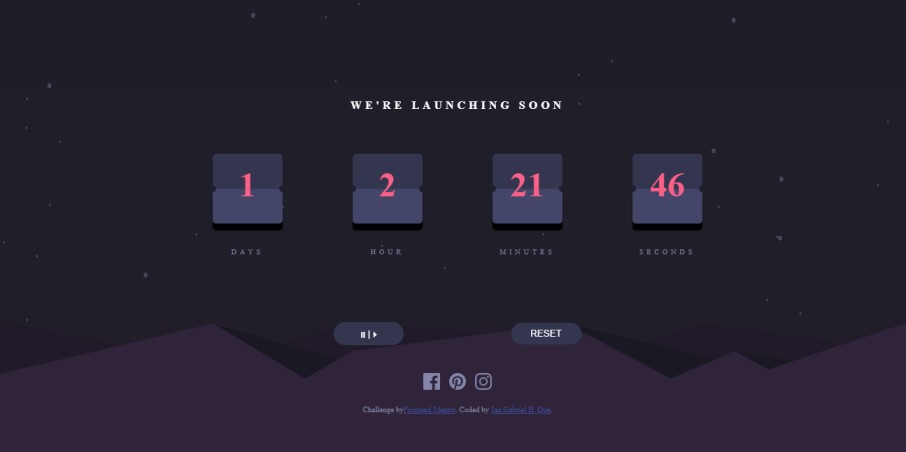 WE'RE LAUNCHING SOON
1 2 21 46
DAYS HOUR MINUTES SECONDS
RESET
Challenge by Frontend Mentor. Coded by Jan Gabriel H. Que.